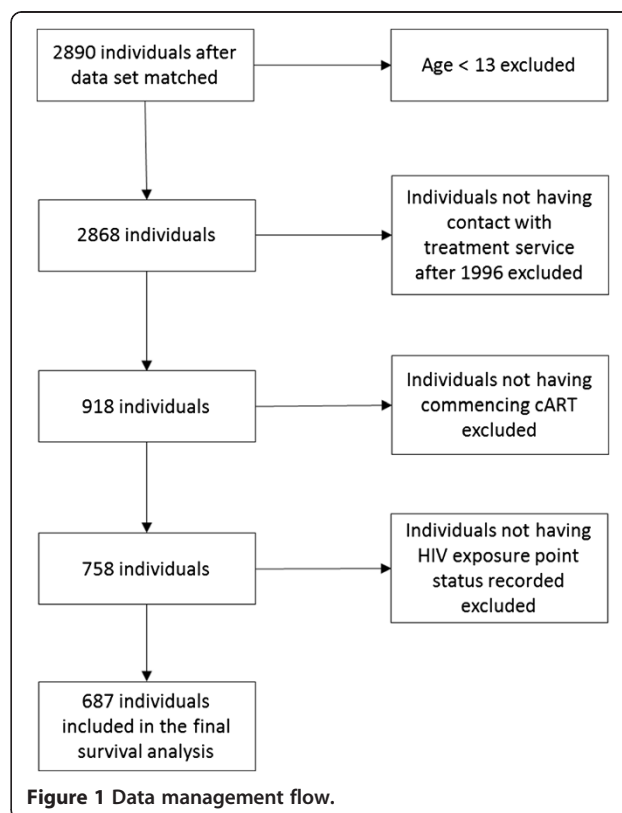 2890 individuals after
data set matched
Age < 13 excluded
2868 individuals
Individuals not having
contact with
treatment service
after 1996 excluded
918 individuals
Individuals not having
commencing cART
excluded
758 individuals
Individuals not having
HIV exposure point
status recorded
excluded
687 individuals
included in the final
survival analysis
Figure 1 Data management flow.